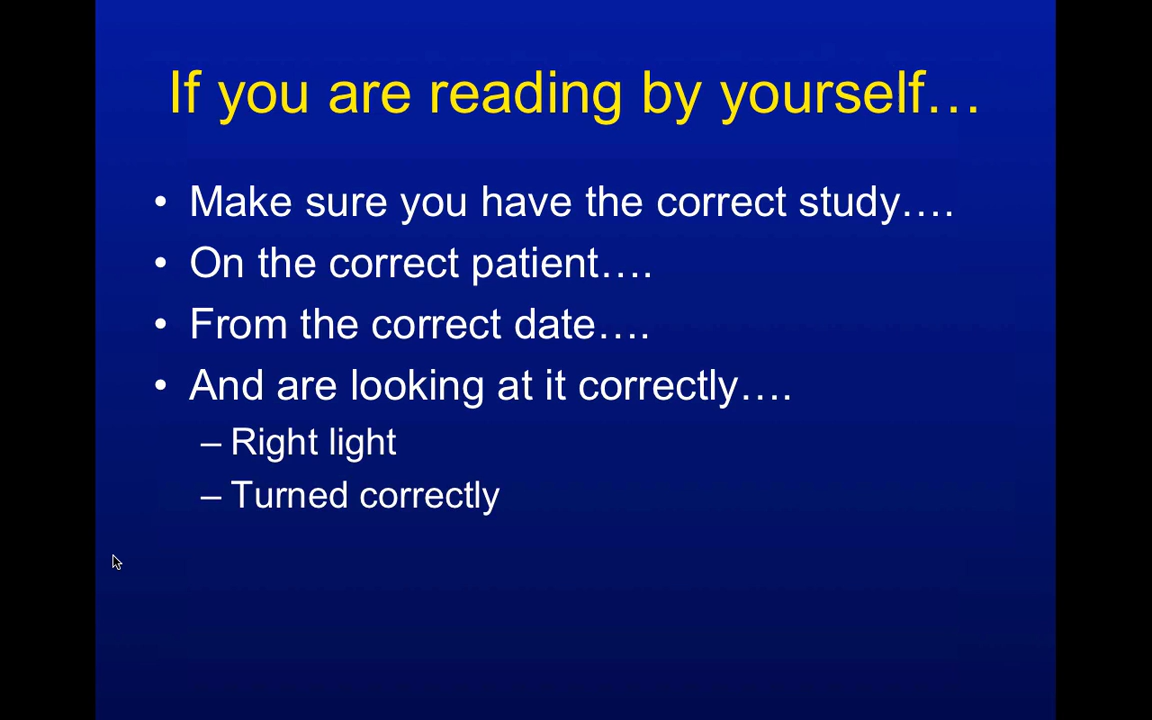 If you are reading by yourself…
• Make sure you have the correct study….
• On the correct patient….
• From the correct date….
• And are looking at it correctly….
– Right light
– Turned correctly